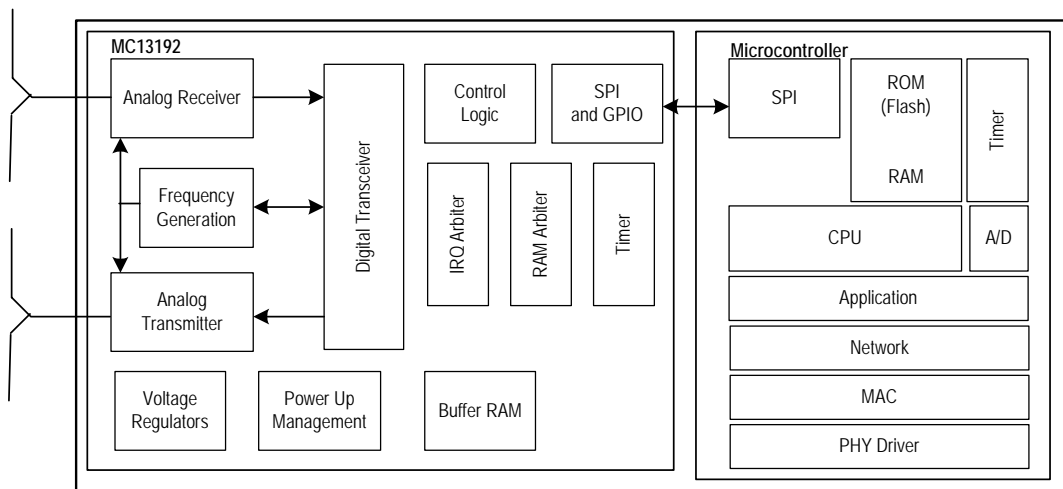 MC13192
Analog Receiver
Frequency
Generation
Analog
Transmitter
Digital Transceiver
Control
Logic
SPI
and GPIO
IRQ Arbiter
RAM Arbiter
Timer
Voltage
Regulators
Power Up
Management
Buffer RAM
Microcontroller
SPI
ROM
(Flash)
RAM
Timer
CPU
A/D
Application
Network
MAC
PHY Driver